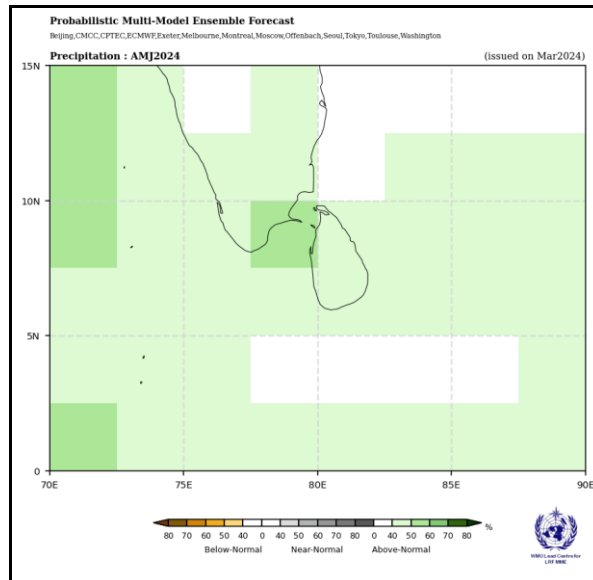 Probabilistic Multi-Model Ensemble Forecast
Beijing,CMCC,CPTEC,ECMWF,Exeter,Melbourne,Montreal,Moscow,Offenbach,Seoul,Tokyo,Toulouse,Washington
Precipitation : AMJ2024 (issued on Mar2024)
15N
10N
5N
0
70E 75E 80E 85E 90E
80 70 60 50 40 0 40 50 60 70 80 0 40 50 60 70 80 %
Below-Normal Near-Normal Above-Normal
WMO Lead Centre for
LRF MME